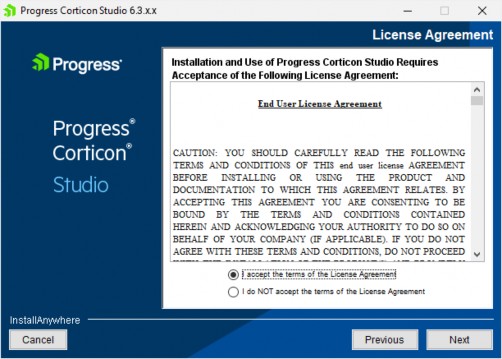 Progress Corticon Studio 6.3.x.x
License Agreement
Progress®
Progress®
Corticon®
Studio
Installation and Use of Progress Corticon Studio Requires
Acceptance of the Following License Agreement:
End User License Agreement
CAUTION: YOU SHOULD CAREFULLY READ THE FOLLOWING
TERMS AND CONDITIONS OF THIS end user license AGREEMENT
BEFORE INSTALLING OR USING THE PRODUCT AND
DOCUMENTATION TO WHICH THIS AGREEMENT RELATES. BY
ACCEPTING THIS AGREEMENT YOU ARE CONSENTING TO BE
BOUND BY THE TERMS AND CONDITIONS CONTAINED
HEREIN AND ACKNOWLEDGING YOUR AUTHORITY TO DO SO ON
BEHALF OF YOUR COMPANY (IF APPLICABLE). IF YOU DO NOT
AGREE WITH THESE TERMS AND CONDITIONS, DO NOT PROCEED
I accept the terms of the License Agreement
I do NOT accept the terms of the License Agreement
InstallAnywhere
Cancel
Previous
Next